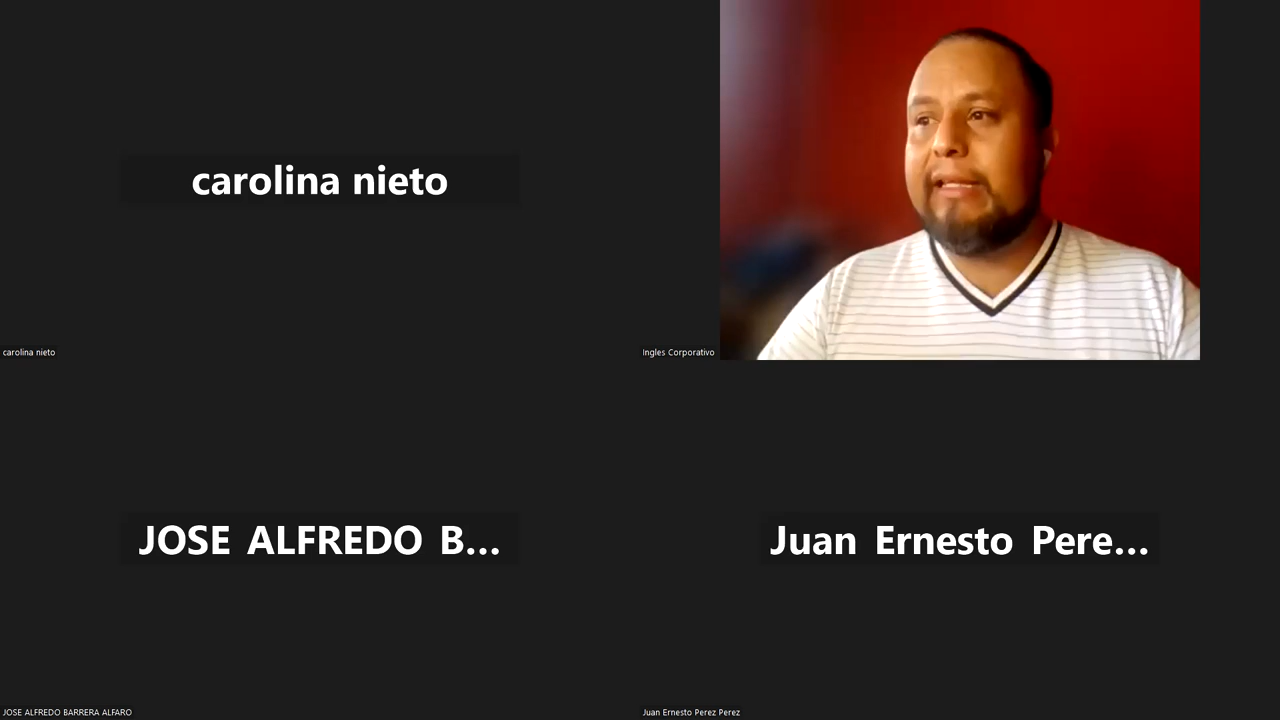 carolina nieto
carolina nieto
Ingles Corporativo
JOSE ALFREDO B...
Juan Ernesto Pere...
JOSE ALFREDO BARRERA ALFARO
Juan Ernesto Perez Perez